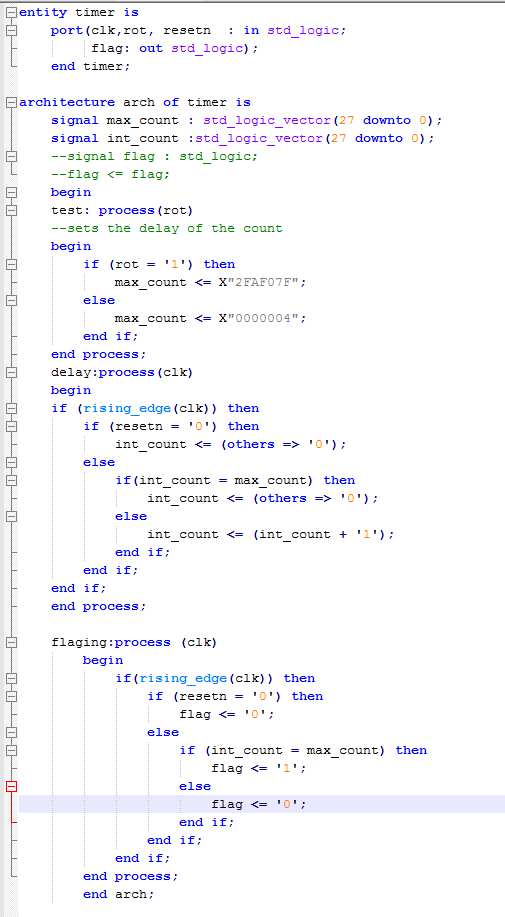 entity timer is
    port(clk,rot, resetn  : in std_logic;
         flag: out std_logic);
    end timer;

architecture arch of timer is
    signal max_count : std_logic_vector(27 downto 0);
    signal int_count :std_logic_vector(27 downto 0);
    --signal flag : std_logic;
    --flag <= flag;
    begin
    test: process(rot)
    --sets the delay of the count
    begin
        if (rot = '1') then
            max_count <= X"2FAF07F";
        else
            max_count <= X"0000004";
        end if;
    end process;
    delay:process(clk)
    begin
    if (rising_edge(clk)) then
        if (resetn = '0') then
            int_count <= (others => '0');
        else
            if(int_count = max_count) then
                int_count <= (others => '0');
            else
                int_count <= (int_count + '1');
            end if;
        end if;
    end if;
    end process;

    flaging:process (clk)
        begin
            if(rising_edge(clk)) then
                if (resetn = '0') then
                    flag <= '0';
                else
                    if (int_count = max_count) then
                        flag <= '1';
                    else
                        flag <= '0';
                    end if;
                end if;
            end if;
        end process;
        end arch;